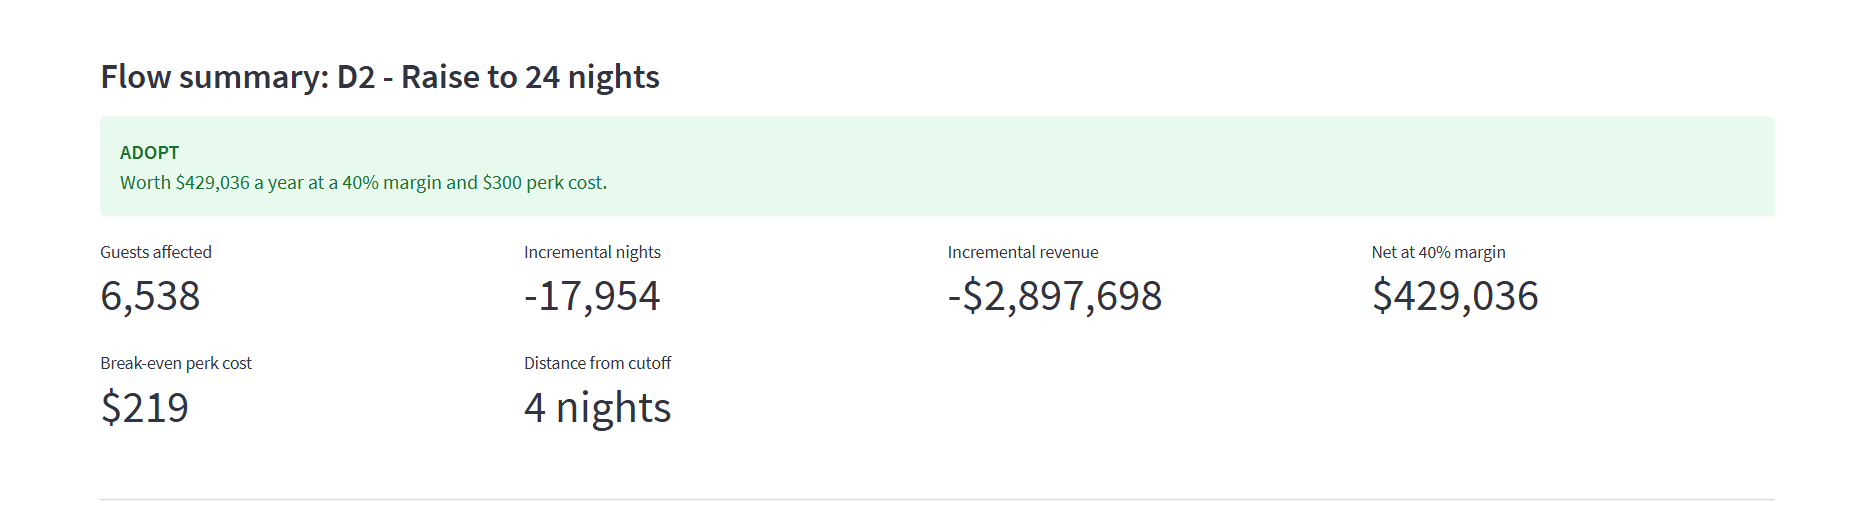 Flow summary: D2 - Raise to 24 nights
ADOPT
Worth $429,036 a year at a 40% margin and $300 perk cost.
Guests affected
6,538
Incremental nights
-17,954
Incremental revenue
-$2,897,698
Net at 40% margin
$429,036
Break-even perk cost
$219
Distance from cutoff
4 nights